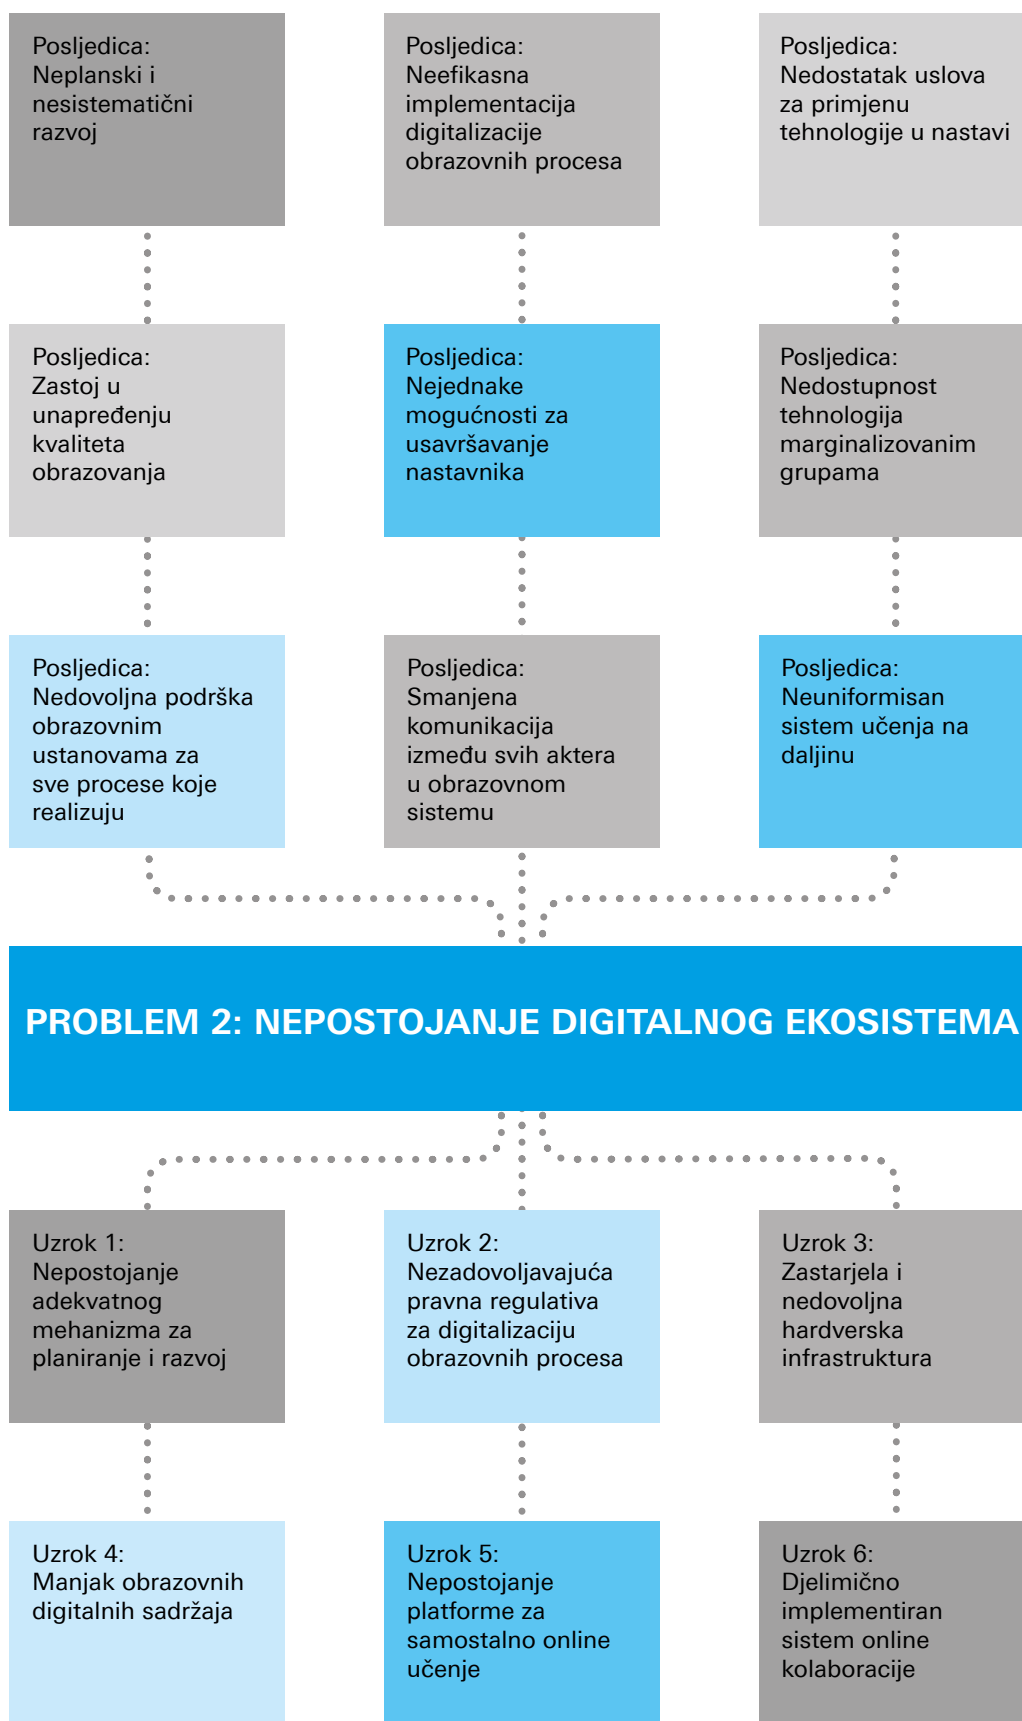 Posljedica:
Neplanski i
nesistematični
razvoj
Posljedica:
Neefikasna
implementacija
digitalizacije
obrazovnih procesa
Posljedica:
Nedostatak uslova
za primjenu
tehnologije u nastavi
Posljedica:
Zastoj u
unapređenju
kvaliteta
obrazovanja
Posljedica:
Nejednake
mogućnosti za
usavršavanje
nastavnika
Posljedica:
Nedostupnost
tehnologija
marginalizovanim
grupama
Posljedica:
Nedovoljna podrška
obrazovnim
ustanovama za
sve procese koje
realizuju
Posljedica:
Smanjena
komunikacija
između svih aktera
u obrazovnom
sistemu
Posljedica:
Neuniformisan
sistem učenja na
daljinu
PROBLEM 2: NEPOSTOJANJE DIGITALNOG EKOSISTEMA
Uzrok 1:
Nepostojanje
adekvatnog
mehanizma za
planiranje i razvoj
Uzrok 2:
Nezadovoljavajuća
pravna regulativa
za digitalizaciju
obrazovnih procesa
Uzrok 3:
Zastarjela i
nedovoljna
hardverska
infrastruktura
Uzrok 4:
Manjak obrazovnih
digitalnih sadržaja
Uzrok 5:
Nepostojanje
platforme za
samostalno online
učenje
Uzrok 6:
Djelimično
implementiran
sistem online
kolaboracije